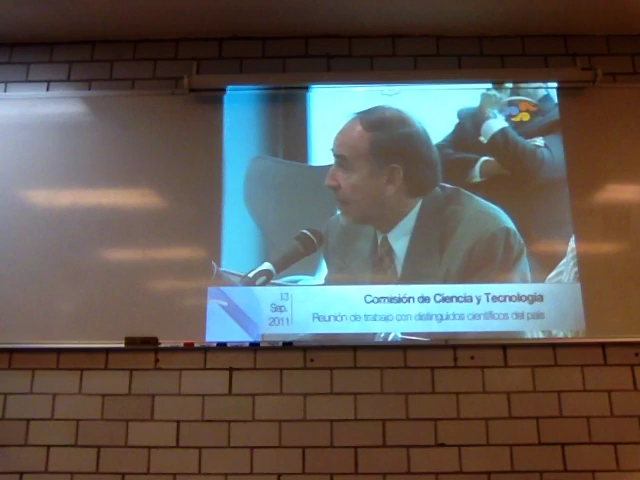 13
Sep.
2011
Comisión de Ciencia y Tecnología
Reunión de trabajo con distinguidos científicos del país